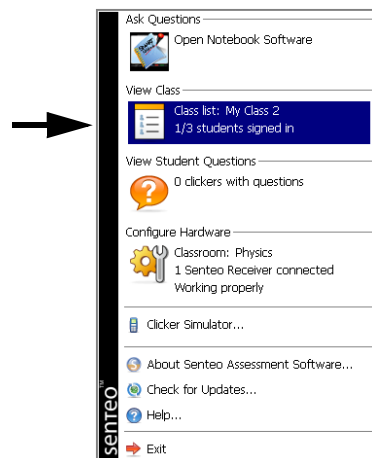 Ask Questions
Open Notebook Software
View Class
Class list: My Class 2
1/3 students signed in
View Student Questions
0 clickers with questions
Configure Hardware
Classroom: Physics
1 Senteo Receiver connected
Working properly
Clicker Simulator...
About Senteo Assessment Software...
Check for Updates...
Help...
Exit
senteo™